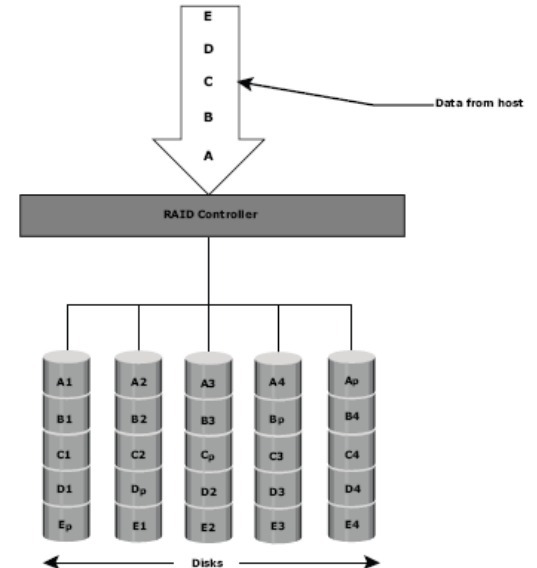 E
D
C
B
A
Data from host
RAID Controller
A1 A2 A3 A4 Ap
B1 B2 B3 Bp B4
C1 C2 Cp C3 C4
D1 Dp D2 D3 D4
Ep E1 E2 E3 E4
Disks